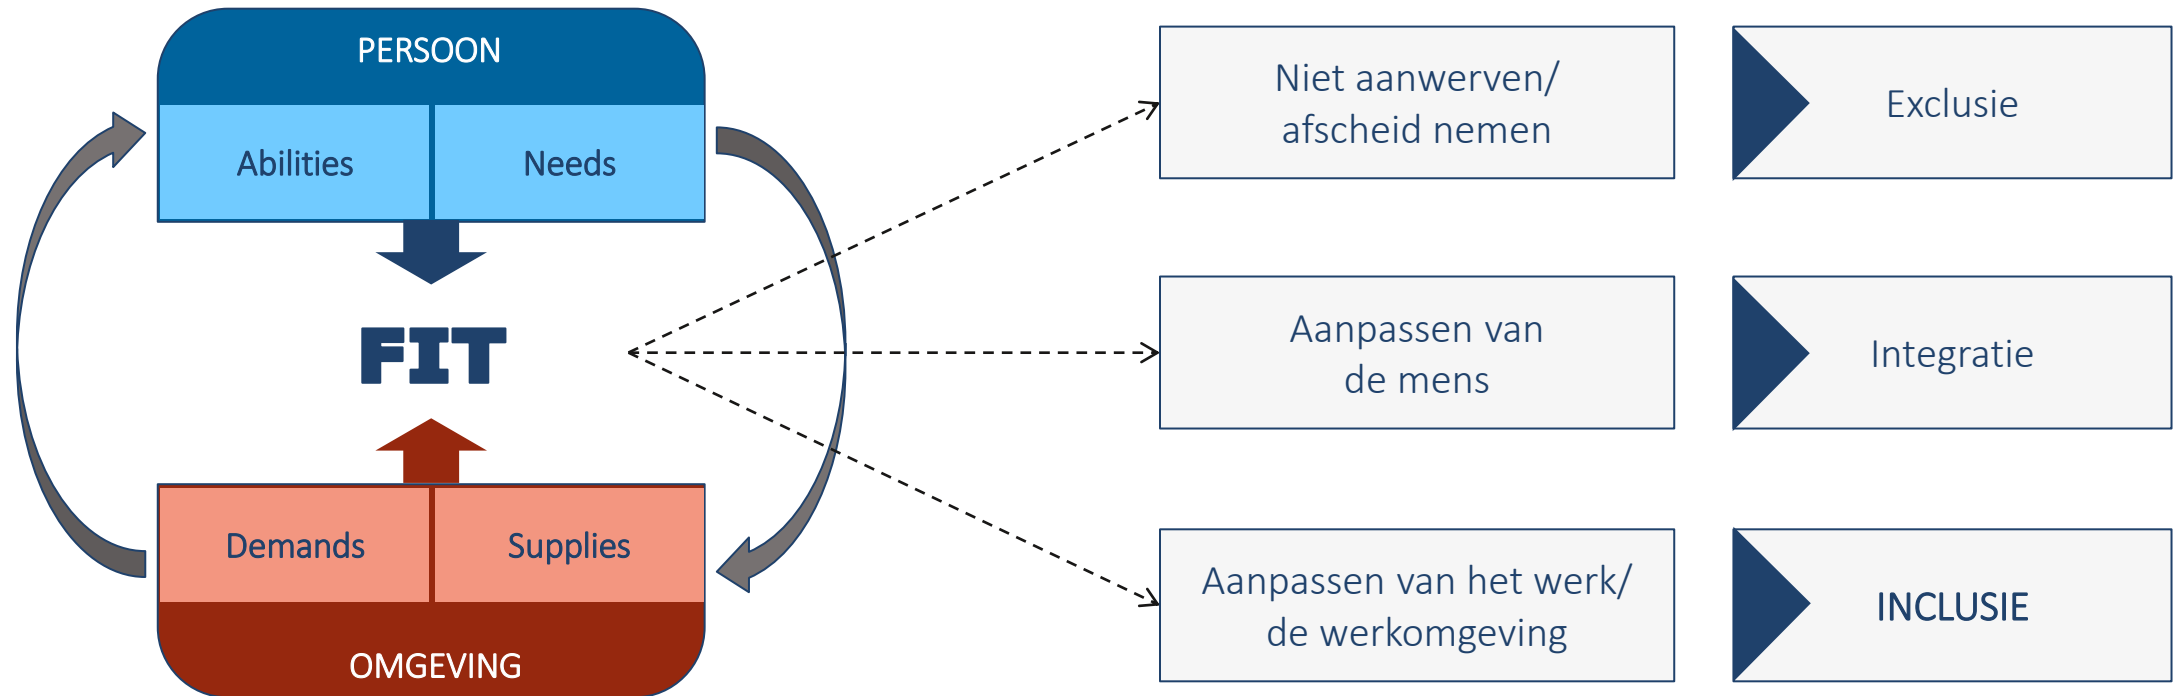 PERSOON
Abilities
Needs
FIT
Demands
Supplies
OMGEVING
Niet aanwerven/
afscheid nemen
Exclusie
Aanpassen van
de mens
Integratie
Aanpassen van het werk/
de werkomgeving
INCLUSIE